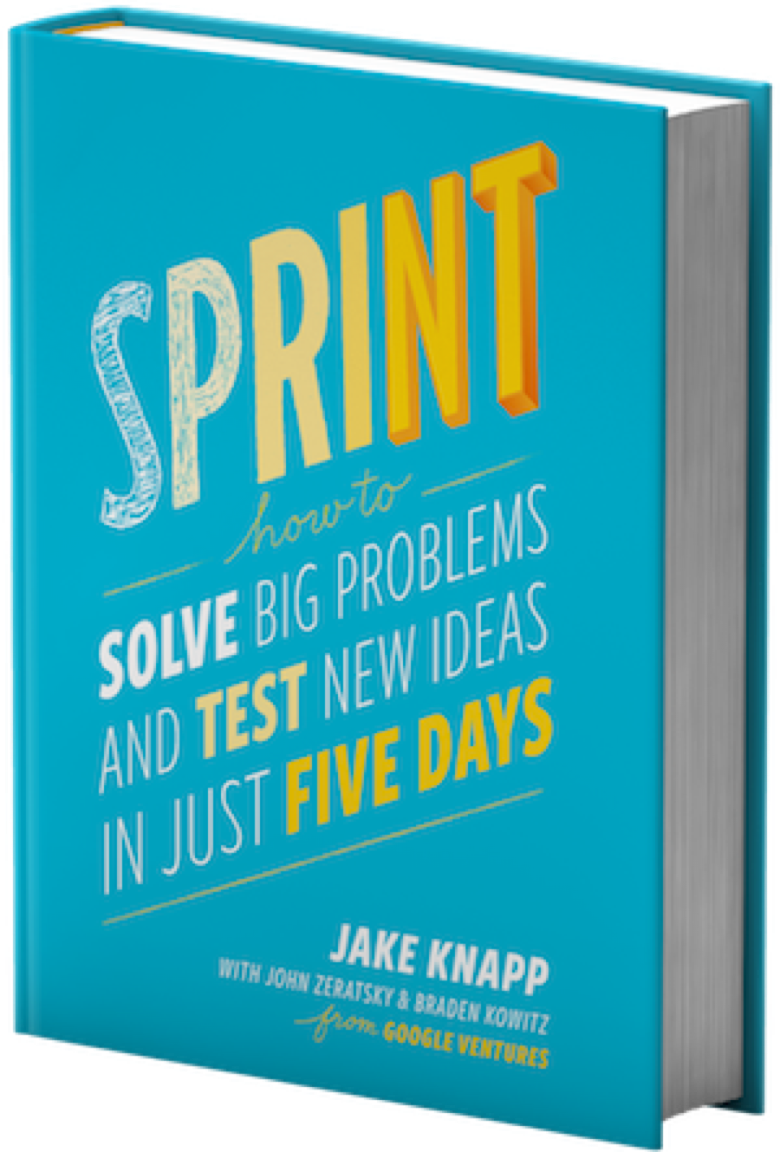 SPRINT
how to
SOLVE BIG PROBLEMS
AND TEST NEW IDEAS
IN JUST FIVE DAYS
JAKE KNAPP
WITH JOHN ZERATSKY & BRADEN KOWITZ
from GOOGLE VENTURES